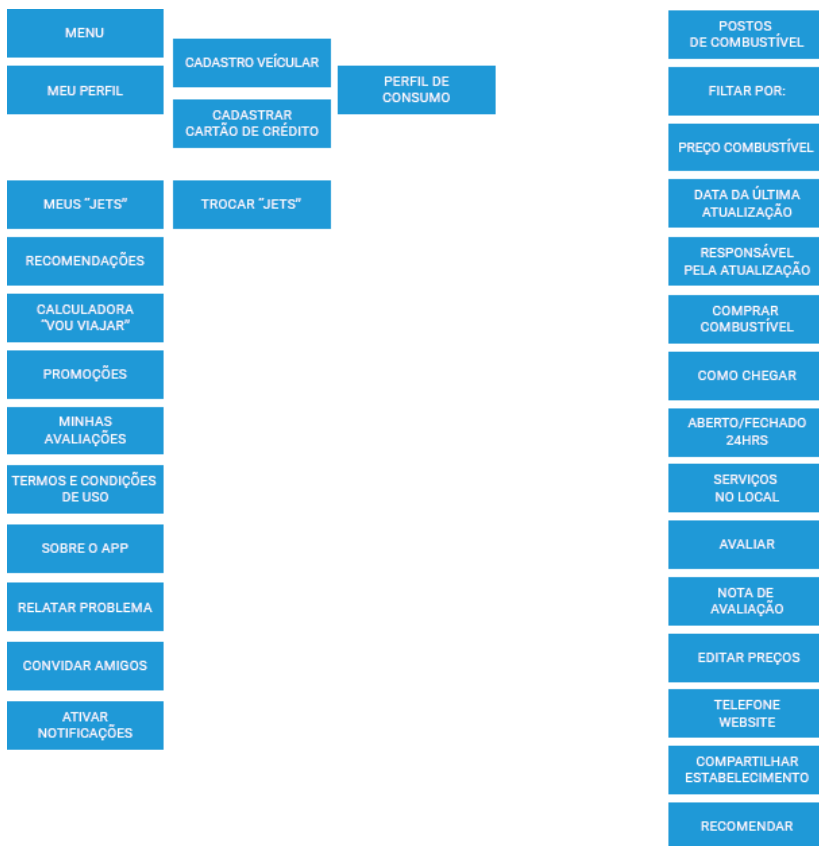 MENU
MEU PERFIL
CADASTRO VEÍCULAR
CADASTRAR
CARTÃO DE CRÉDITO
PERFIL DE
CONSUMO
MEUS "JETS"
TROCAR "JETS"
RECOMENDAÇÕES
CALCULADORA
"VOU VIAJAR"
PROMOÇÕES
MINHAS
AVALIAÇÕES
TERMOS E CONDIÇÕES
DE USO
SOBRE O APP
RELATAR PROBLEMA
CONVIDAR AMIGOS
ATIVAR
NOTIFICAÇÕES
POSTOS
DE COMBUSTÍVEL
FILTAR POR:
PREÇO COMBUSTÍVEL
DATA DA ÚLTIMA
ATUALIZAÇÃO
RESPONSÁVEL
PELA ATUALIZAÇÃO
COMPRAR
COMBUSTÍVEL
COMO CHEGAR
ABERTO/FECHADO
24HRS
SERVIÇOS
NO LOCAL
AVALIAR
NOTA DE
AVALIAÇÃO
EDITAR PREÇOS
TELEFONE
WEBSITE
COMPARTILHAR
ESTABELECIMENTO
RECOMENDAR